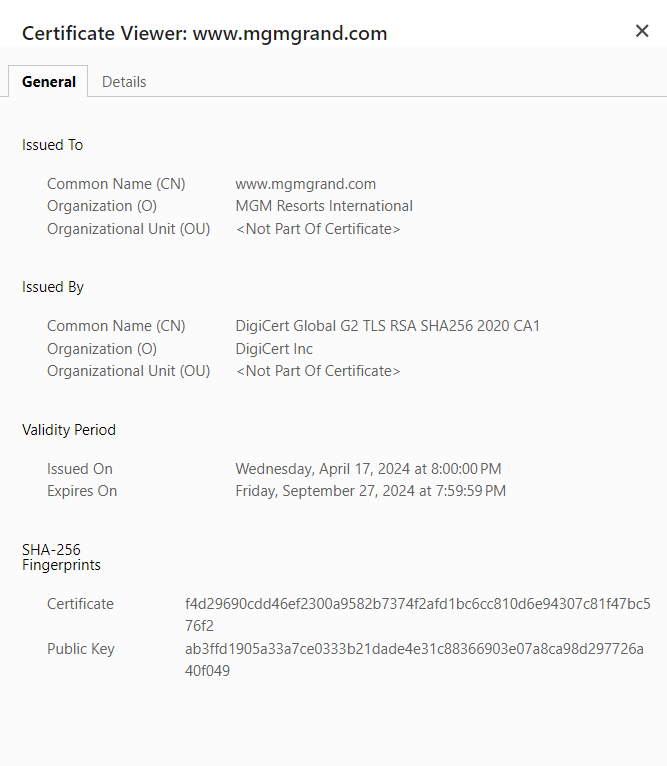 Certificate Viewer: www.mgmgrand.com
General Details
Issued To
Common Name (CN) www.mgmgrand.com
Organization (O) MGM Resorts International
Organizational Unit (OU) <Not Part Of Certificate>
Issued By
Common Name (CN) DigiCert Global G2 TLS RSA SHA256 2020 CA1
Organization (O) DigiCert Inc
Organizational Unit (OU) <Not Part Of Certificate>
Validity Period
Issued On Wednesday, April 17, 2024 at 8:00:00 PM
Expires On Friday, September 27, 2024 at 7:59:59 PM
SHA-256
Fingerprints
Certificate f4d29690cdd46ef2300a9582b7374f2afd1bc6cc810d6e94307c81f47bc5
76f2
Public Key ab3ffd1905a33a7ce0333b21dade4e31c88366903e07a8ca98d297726a
40f049